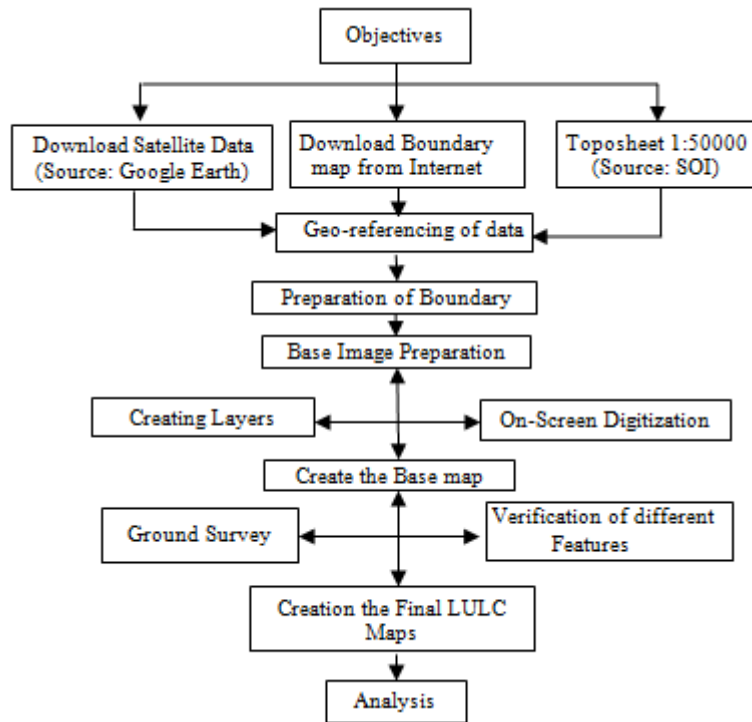 Objectives
Download Satellite Data
(Source: Google Earth)
Download Boundary
map from Internet
Toposheet 1:50000
(Source: SOI)
Geo-referencing of data
Preparation of Boundary
Base Image Preparation
Creating Layers
On-Screen Digitization
Create the Base map
Ground Survey
Verification of different
Features
Creation the Final LULC
Maps
Analysis